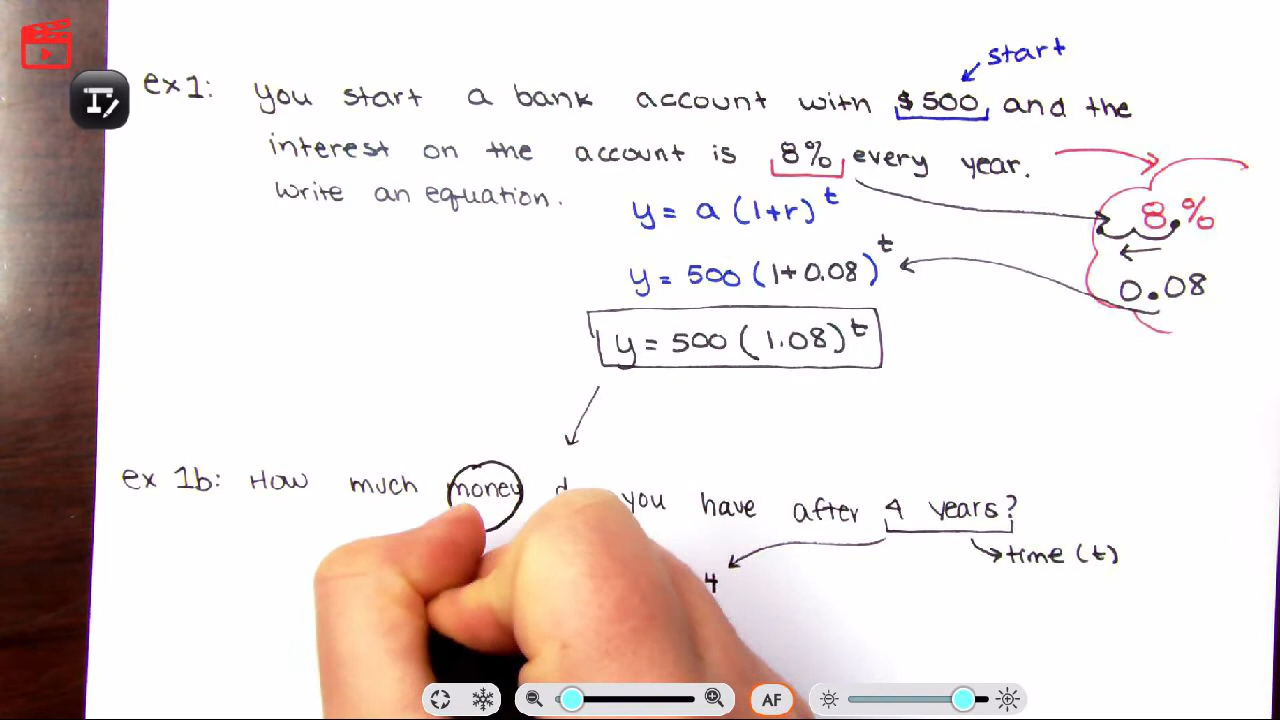 start
ex1: You start a bank account with $500 and the
interest on the account is 8% every year.
Write an equation.
y = a(1+r)^t
8.%
y = 500(1+0.08)^t
0.08
y = 500(1.08)^t
ex 1b: How much money you have after 4 years?
time (t)
4
AF